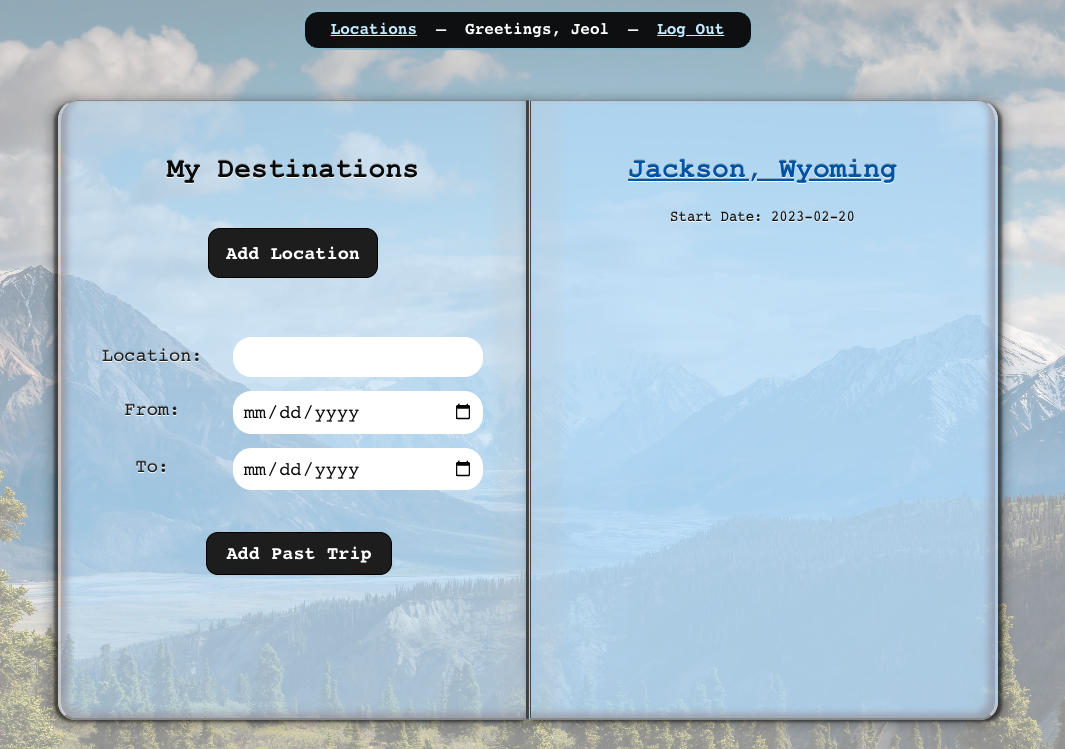 Locations — Greetings, Jeol — Log Out
My Destinations
Add Location
Location:
From: mm/dd/yyyy
To: mm/dd/yyyy
Add Past Trip
Jackson, Wyoming
Start Date: 2023-02-20